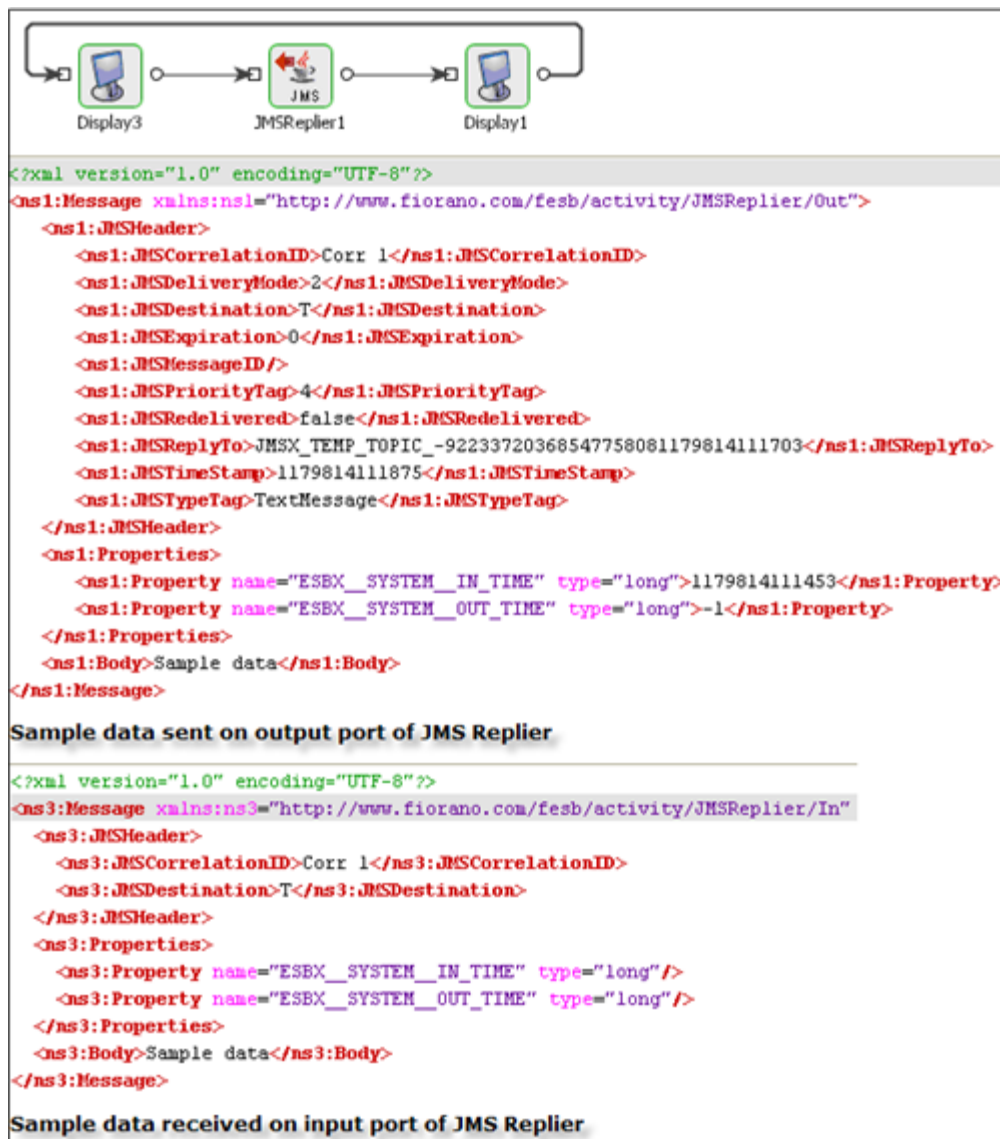 JMS
Display3 JMSReplier1 Display1
<?xml version="1.0" encoding="UTF-8"?>
<ns1:Message xmlns:ns1="http://www.fiorano.com/fesb/activity/JMSReplier/Out">
<ns1:JMSHeader>
<ns1:JMSCorrelationID>Corr 1</ns1:JMSCorrelationID>
<ns1:JMSDeliveryMode>2</ns1:JMSDeliveryMode>
<ns1:JMSDestination>T</ns1:JMSDestination>
<ns1:JMSExpiration>0</ns1:JMSExpiration>
<ns1:JMSMessageID/>
<ns1:JMSPriorityTag>4</ns1:JMSPriorityTag>
<ns1:JMSRedelivered>false</ns1:JMSRedelivered>
<ns1:JMSReplyTo>JMSX_TEMP_TOPIC_-92233720368547758081179814111703</ns1:JMSReplyTo>
<ns1:JMSTimeStamp>1179814111875</ns1:JMSTimeStamp>
<ns1:JMSTypeTag>TextMessage</ns1:JMSTypeTag>
</ns1:JMSHeader>
<ns1:Properties>
<ns1:Property name="ESBX__SYSTEM__IN_TIME" type="long">1179814111453</ns1:Property>
<ns1:Property name="ESBX__SYSTEM__OUT_TIME" type="long">-1</ns1:Property>
</ns1:Properties>
<ns1:Body>Sample data</ns1:Body>
</ns1:Message>
Sample data sent on output port of JMS Replier
<?xml version="1.0" encoding="UTF-8"?>
<ns3:Message xmlns:ns3="http://www.fiorano.com/fesb/activity/JMSReplier/In"
<ns3:JMSHeader>
<ns3:JMSCorrelationID>Corr 1</ns3:JMSCorrelationID>
<ns3:JMSDestination>T</ns3:JMSDestination>
</ns3:JMSHeader>
<ns3:Properties>
<ns3:Property name="ESBX__SYSTEM__IN_TIME" type="long"/>
<ns3:Property name="ESBX__SYSTEM__OUT_TIME" type="long"/>
</ns3:Properties>
<ns3:Body>Sample data</ns3:Body>
</ns3:Message>
Sample data received on input port of JMS Replier